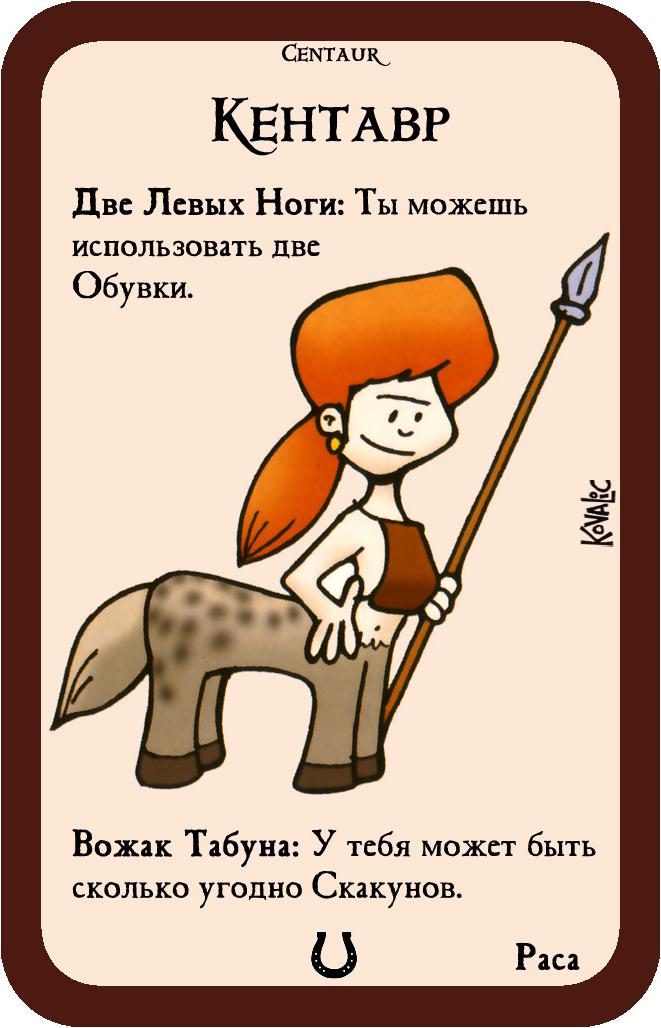 Centaur
Кентавр
Две Левых Ноги: Ты можешь
использовать две
Обувки.
Kovalic
Вожак Табуна: У тебя может быть
сколько угодно Скакунов.
Раса